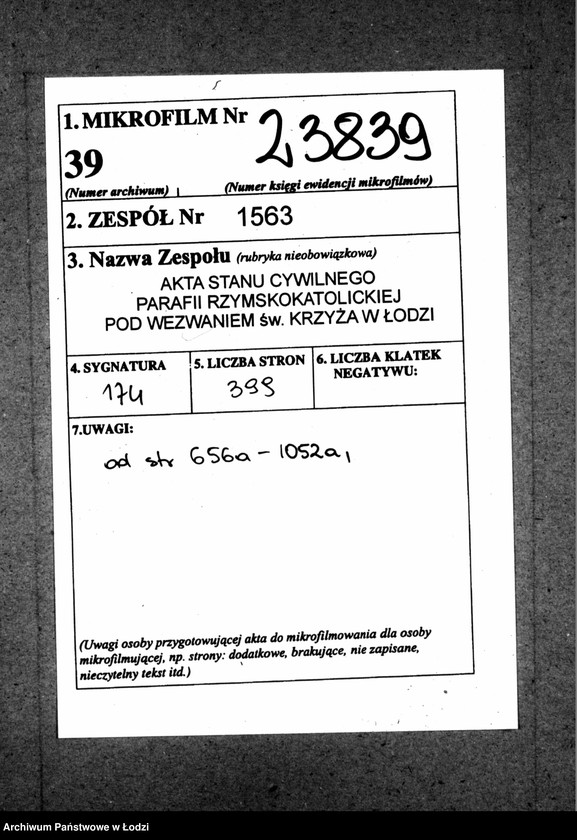 1. MIKROFILM Nr 23839
39
(Numer archiwum) (Numer księgi ewidencji mikrofilmów)
2. ZESPÓŁ Nr 1563
3. Nazwa Zespołu (rubryka nieobowiązkowa)
AKTA STANU CYWILNEGO
PARAFII RZYMSKOKATOLICKIEJ
POD WEZWANIEM św. KRZYŻA W ŁODZI
4. SYGNATURA 5. LICZBA STRON 6. LICZBA KLATEK
NEGATYWU:
174 399
7.UWAGI:
od str 656a - 1052a,
(Uwagi osoby przygotowującej akta do mikrofilmowania dla osoby
mikrofilmującej, np. strony: dodatkowe, brakujące, nie zapisane,
nieczytelny tekst itd.)
Archiwum Państwowe w Łodzi